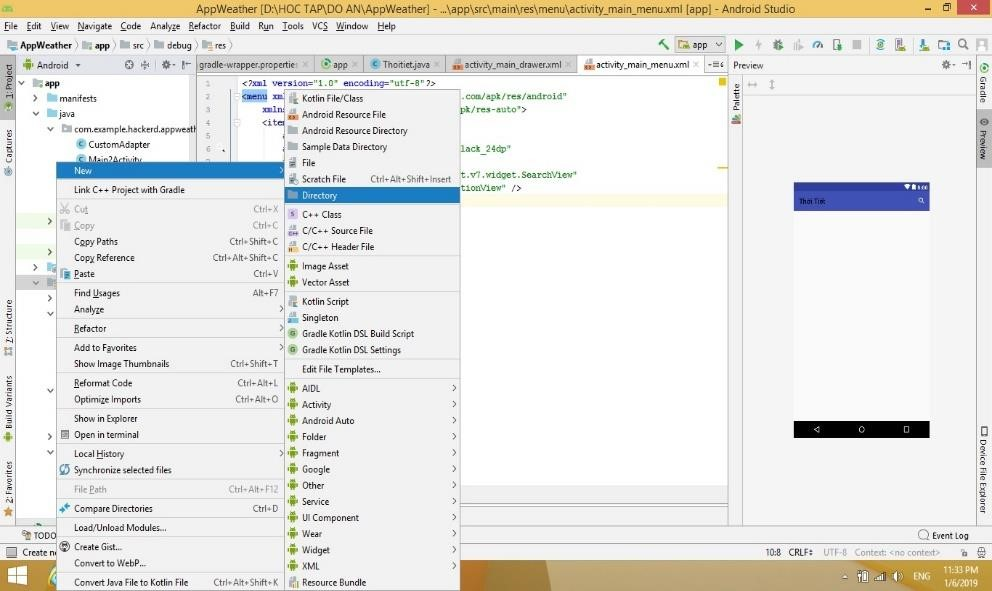 AppWeather [D:\HOC TAP\DO AN\AppWeather] - ...\app\src\main\res\menu\activity_main_menu.xml [app] - Android Studio
File Edit View Navigate Code Analyze Refactor Build Run Tools VCS Window Help
AppWeather app src debug res
app
Android
gradle-wrapper.properties
app
Thoitiet.java
activity_main_drawer.xml
activity_main_menu.xml
Preview
1: Project
Captures
Z: Structure
Build Variants
2: Favorites
app
manifests
java
com.example.hackerd.appweath
CustomAdapter
Main2Activity
1 <?xml version="1.0" encoding="utf-8"?>
2 <menu xm
.com/apk/res/android"
3 xmln
pk/res-auto">
4 <ite
5
6
lack_24dp"
7
8
t.v7.widget.SearchView"
9
tionView" />
New
Link C++ Project with Gradle
Cut Ctrl+X
Copy Ctrl+C
Copy Paths Ctrl+Shift+C
Copy Reference Ctrl+Alt+Shift+C
Paste Ctrl+V
Find Usages Alt+F7
Analyze
Refactor
Add to Favorites
Show Image Thumbnails Ctrl+Shift+T
Reformat Code Ctrl+Alt+L
Optimize Imports Ctrl+Alt+O
Show in Explorer
Open in terminal
Local History
Synchronize selected files
File Path Ctrl+Alt+F12
Compare Directories Ctrl+D
Load/Unload Modules...
Create Gist...
Convert to WebP...
Convert Java File to Kotlin File Ctrl+Alt+Shift+K
Kotlin File/Class
Android Resource File
Android Resource Directory
Sample Data Directory
File
Scratch File Ctrl+Alt+Shift+Insert
Directory
C++ Class
C/C++ Source File
C/C++ Header File
Image Asset
Vector Asset
Kotlin Script
Singleton
Gradle Kotlin DSL Build Script
Gradle Kotlin DSL Settings
Edit File Templates...
AIDL
Activity
Android Auto
Folder
Fragment
Google
Other
Service
UI Component
Wear
Widget
XML
Resource Bundle
Palette
Thời Tiết
Gradle
Preview
Device File Explorer
TODO
Event Log
Create ne
10:8 CRLF UTF-8 Context: <no context>
ENG
11:33 PM
1/6/2019